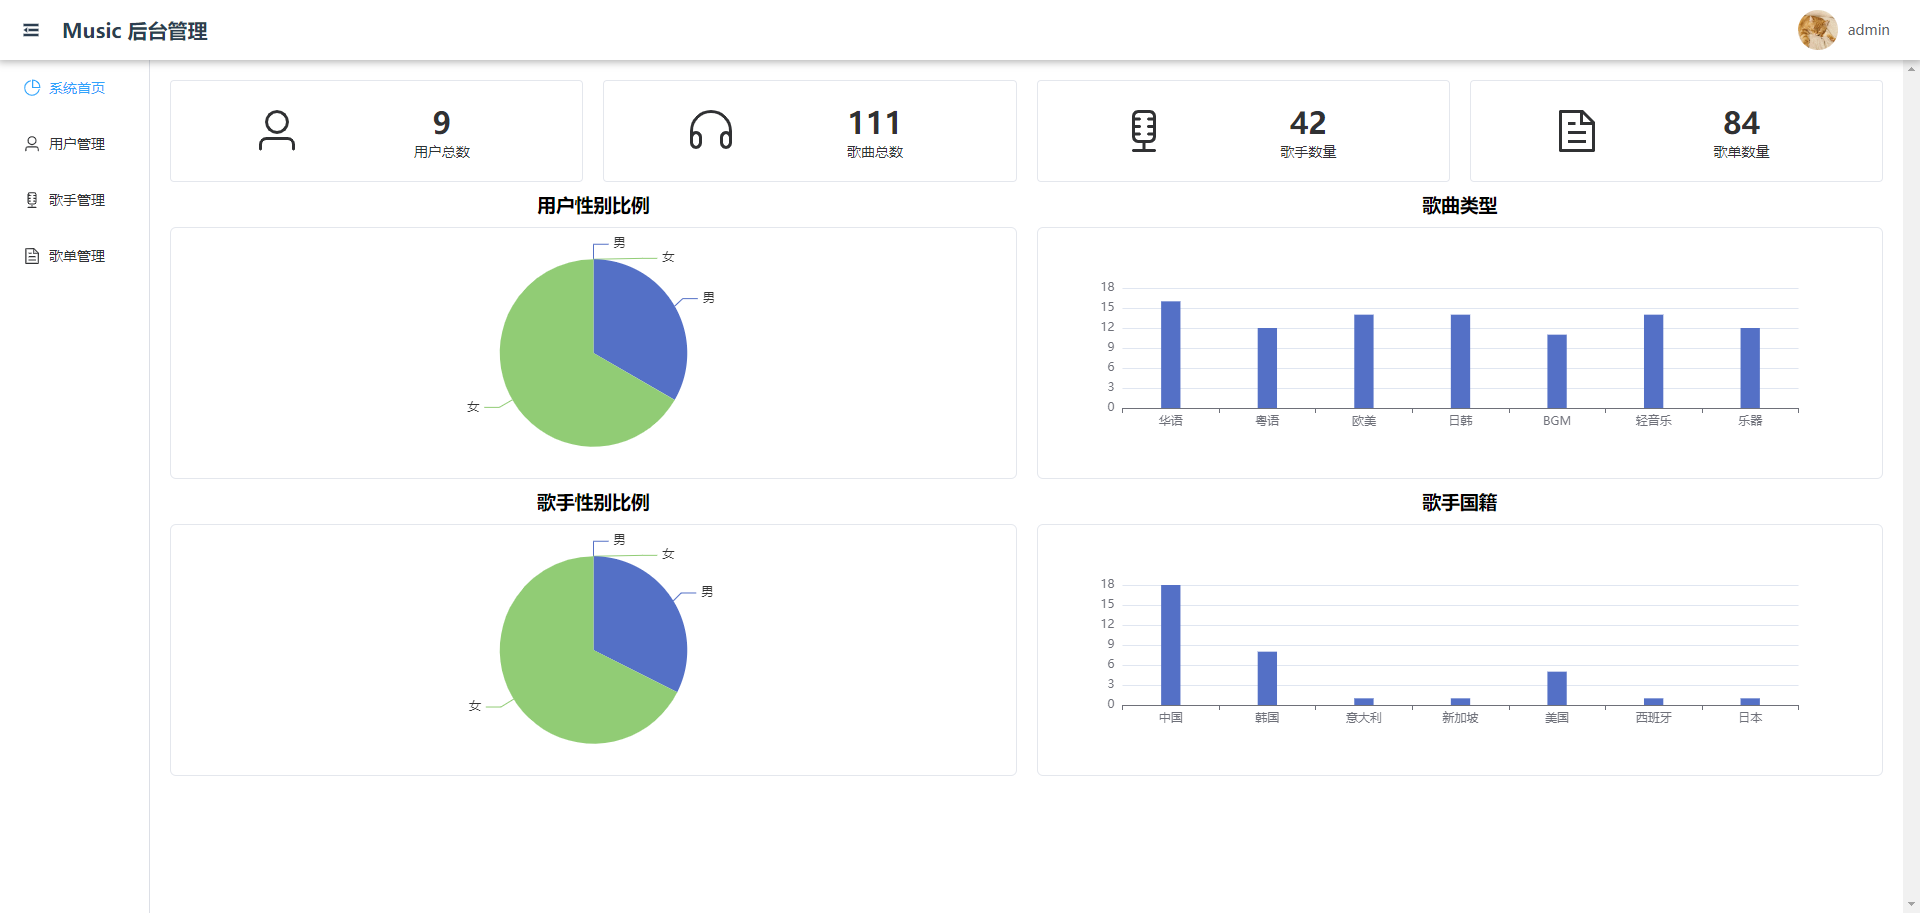 Music 后台管理
admin
系统首页
用户管理
歌手管理
歌单管理
9
用户总数
111
歌曲总数
42
歌手数量
84
歌单数量
用户性别比例
男
女
男
女
歌曲类型
18
15
12
9
6
3
0
华语 粤语 欧美 日韩 BGM 轻音乐 乐器
歌手性别比例
男
女
男
女
歌手国籍
18
15
12
9
6
3
0
中国 韩国 意大利 新加坡 美国 西班牙 日本